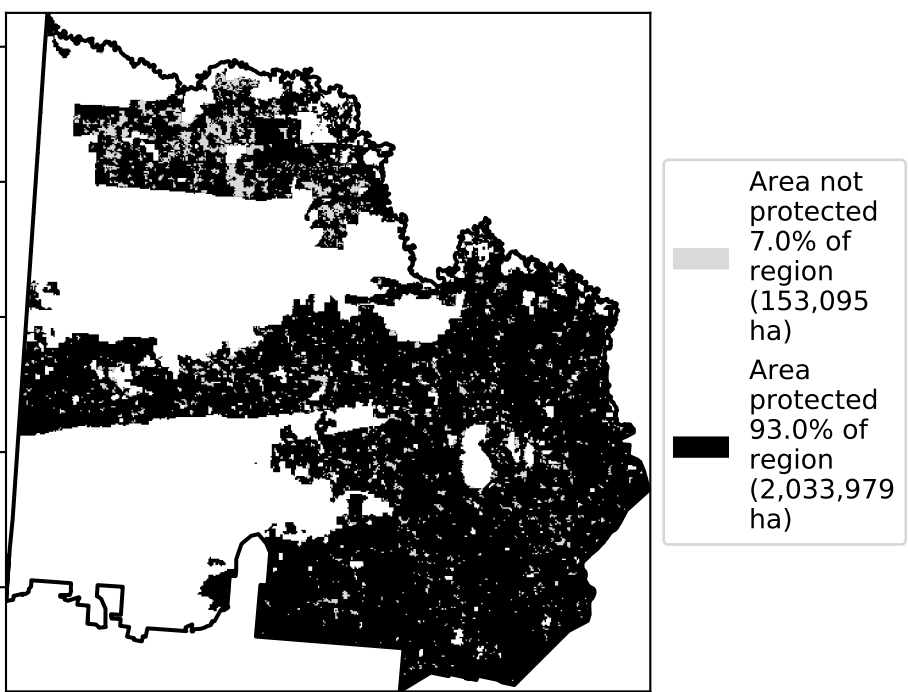 Area not
protected
7.0% of
region
(153,095
ha)
Area
protected
93.0% of
region
(2,033,979
ha)